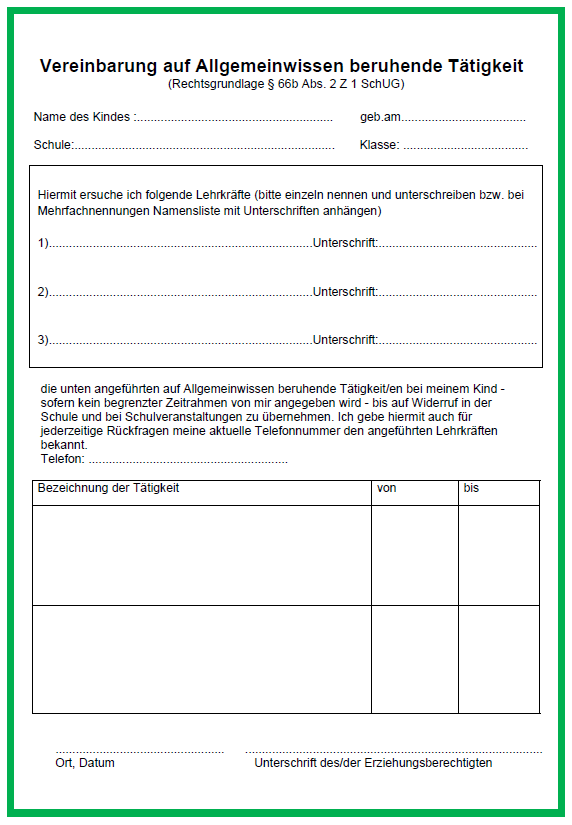 Vereinbarung auf Allgemeinwissen beruhende Tätigkeit
(Rechtsgrundlage § 66b Abs. 2 Z 1 SchUG)
Name des Kindes :.......................................................... geb.am.....................................
Schule:............................................................................. Klasse: .....................................
Hiermit ersuche ich folgende Lehrkräfte (bitte einzeln nennen und unterschreiben bzw. bei
Mehrfachnennungen Namensliste mit Unterschriften anhängen)
1)..............................................................................Unterschrift:...............................................
2)..............................................................................Unterschrift:...............................................
3)..............................................................................Unterschrift:...............................................
die unten angeführten auf Allgemeinwissen beruhende Tätigkeit/en bei meinem Kind -
sofern kein begrenzter Zeitrahmen von mir angegeben wird - bis auf Widerruf in der
Schule und bei Schulveranstaltungen zu übernehmen. Ich gebe hiermit auch für
jederzeitige Rückfragen meine aktuelle Telefonnummer den angeführten Lehrkräften
bekannt.
Telefon: ...........................................................
Bezeichnung der Tätigkeit von bis
.................................................. ........................................................................................
Ort, Datum Unterschrift des/der Erziehungsberechtigten